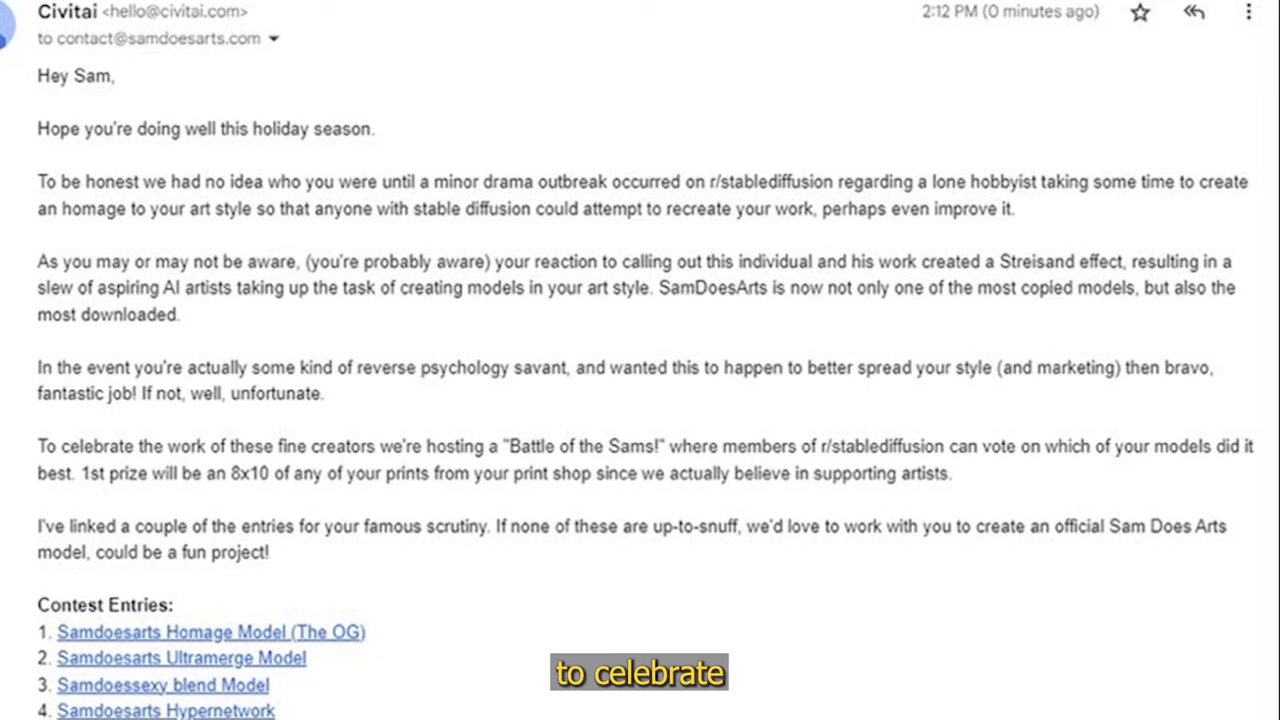 Civitai <hello@civitai.com>
2:12 PM (0 minutes ago)
to contact@samdoesarts.com
Hey Sam,
Hope you're doing well this holiday season.
To be honest we had no idea who you were until a minor drama outbreak occurred on r/stablediffusion regarding a lone hobbyist taking some time to create
an homage to your art style so that anyone with stable diffusion could attempt to recreate your work, perhaps even improve it.
As you may or may not be aware, (you're probably aware) your reaction to calling out this individual and his work created a Streisand effect, resulting in a
slew of aspiring AI artists taking up the task of creating models in your art style. SamDoesArts is now not only one of the most copied models, but also the
most downloaded.
In the event you're actually some kind of reverse psychology savant, and wanted this to happen to better spread your style (and marketing) then bravo,
fantastic job! If not, well, unfortunate.
To celebrate the work of these fine creators we're hosting a "Battle of the Sams!" where members of r/stablediffusion can vote on which of your models did it
best. 1st prize will be an 8x10 of any of your prints from your print shop since we actually believe in supporting artists.
I've linked a couple of the entries for your famous scrutiny. If none of these are up-to-snuff, we'd love to work with you to create an official Sam Does Arts
model, could be a fun project!
Contest Entries:
1. Samdoesarts Homage Model (The OG)
2. Samdoesarts Ultramerge Model
3. Samdoessexy blend Model
4. Samdoesarts Hypernetwork
to celebrate